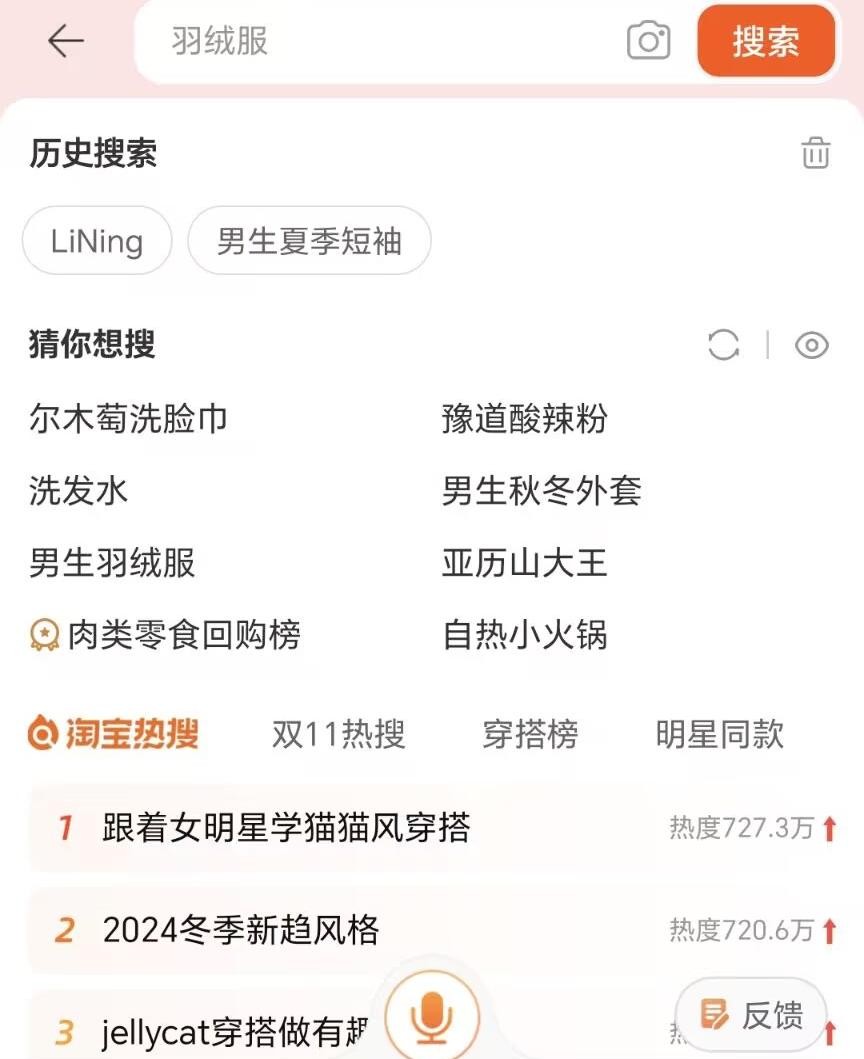 羽绒服 搜索
历史搜索
LiNing 男生夏季短袖
猜你想搜
尔木萄洗脸巾 豫道酸辣粉
洗发水 男生秋冬外套
男生羽绒服 亚历山大王
肉类零食回购榜 自热小火锅
淘宝热搜 双11热搜 穿搭榜 明星同款
1 跟着女明星学猫猫风穿搭 热度727.3万
2 2024冬季新趋风格 热度720.6万
3 jellycat穿搭做有趣 反馈